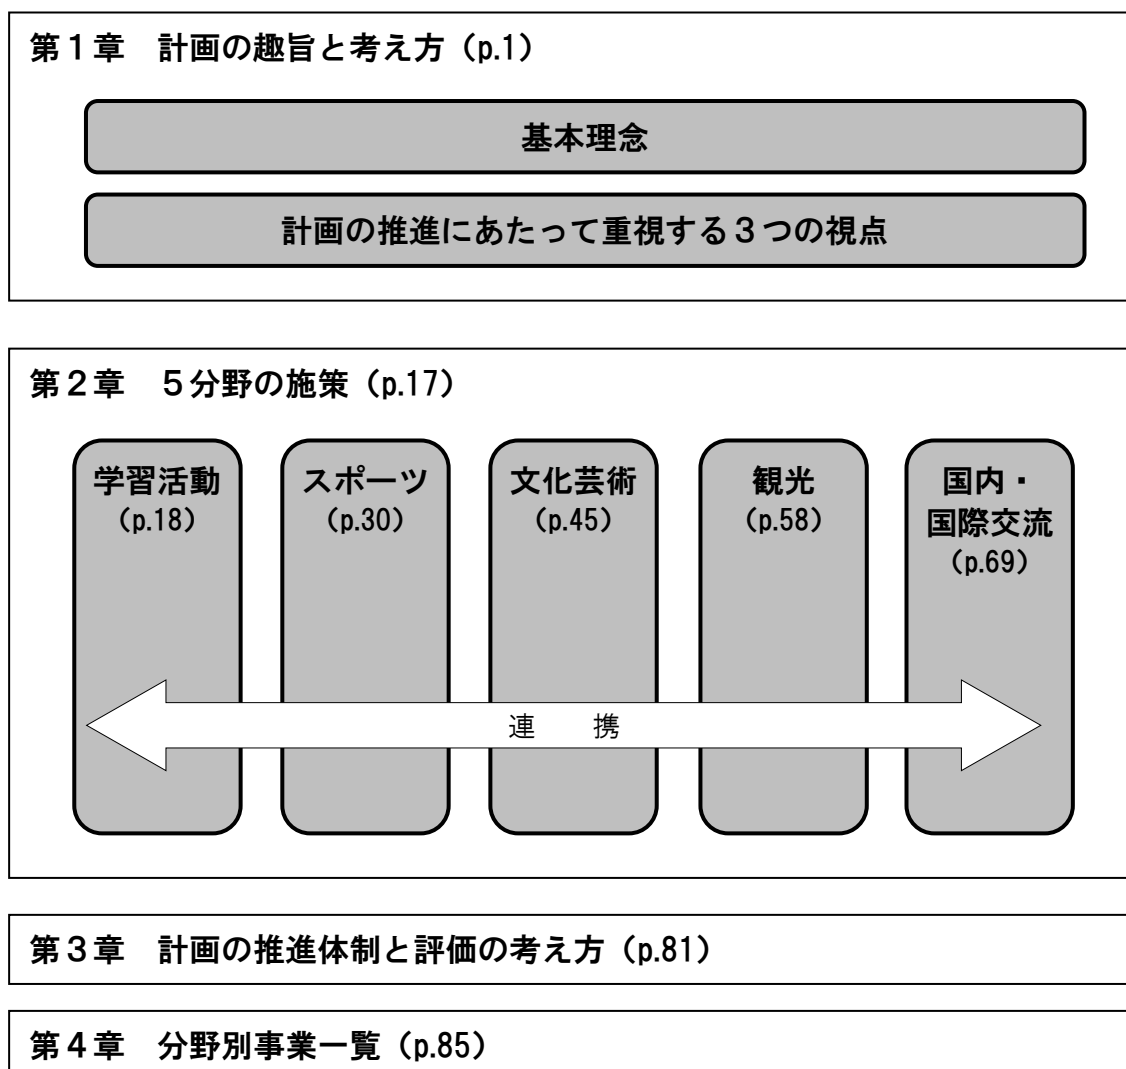 第１章　計画の趣旨と考え方（p.1）
基本理念
計画の推進にあたって重視する３つの視点
第２章　５分野の施策（p.17）
学習活動
（p.18）
スポーツ
（p.30）
文化芸術
（p.45）
観光
（p.58）
国内・
国際交流
（p.69）
連　　携
第３章　計画の推進体制と評価の考え方（p.81）
第４章　分野別事業一覧（p.85）